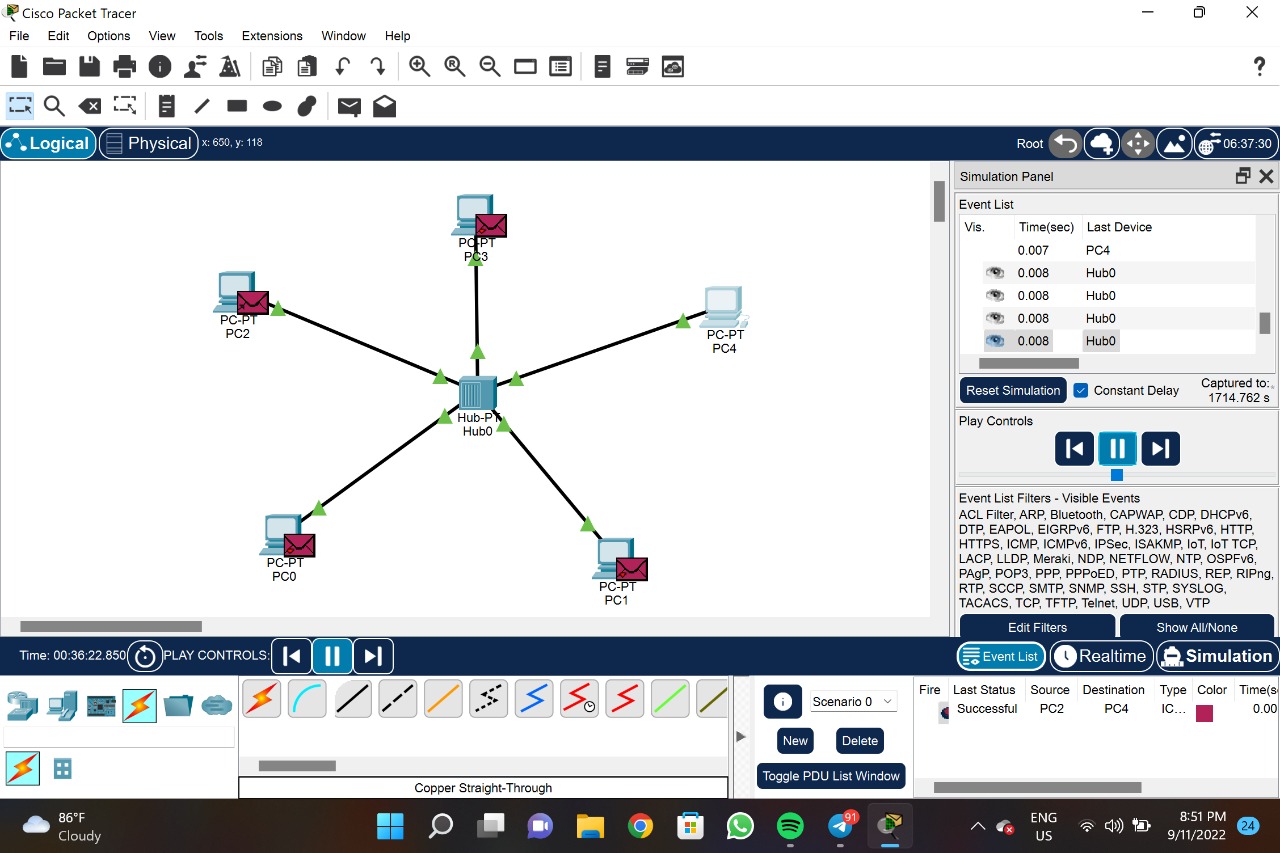 Cisco Packet Tracer
File Edit Options View Tools Extensions Window Help
?
Logical Physical x: 650, y: 118 Root 06:37:30
Simulation Panel
Event List
Vis. Time(sec) Last Device
0.007 PC4
0.008 Hub0
0.008 Hub0
0.008 Hub0
0.008 Hub0
Reset Simulation Constant Delay Captured to:
1714.762 s
Play Controls
Event List Filters - Visible Events
ACL Filter, ARP, Bluetooth, CAPWAP, CDP, DHCPv6,
DTP, EAPOL, EIGRPv6, FTP, H.323, HSRPv6, HTTP,
HTTPS, ICMP, ICMPv6, IPSec, ISAKMP, IoT, IoT TCP,
LACP, LLDP, Meraki, NDP, NETFLOW, NTP, OSPFv6,
PAgP, POP3, PPP, PPPoED, PTP, RADIUS, REP, RIPng,
RTP, SCCP, SMTP, SNMP, SSH, STP, SYSLOG,
TACACS, TCP, TFTP, Telnet, UDP, USB, VTP
Edit Filters Show All/None
PC-PT
PC3
PC-PT
PC2
PC-PT
PC4
Hub-PT
Hub0
PC-PT
PC0
PC-PT
PC1
Time: 00:36:22.850 PLAY CONTROLS: Event List Realtime Simulation
Scenario 0
New Delete
Toggle PDU List Window
Fire Last Status Source Destination Type Color Time(s
Successful PC2 PC4 IC... 0.00
Copper Straight-Through
86°F
Cloudy
91
ENG
US
8:51 PM
9/11/2022
24